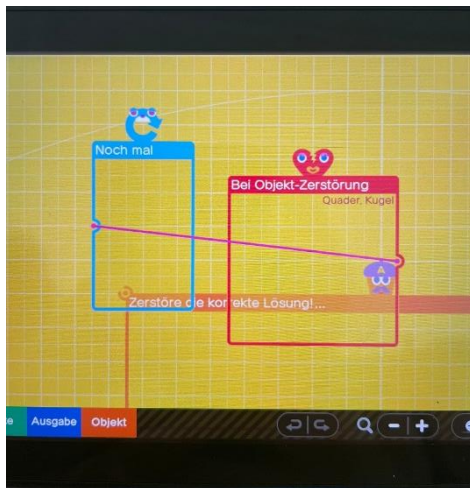 Noch mal
Bei Objekt-Zerstörung
Quader, Kugel
A
Zerstöre die korrekte Lösung!...
Ausgabe
Objekt